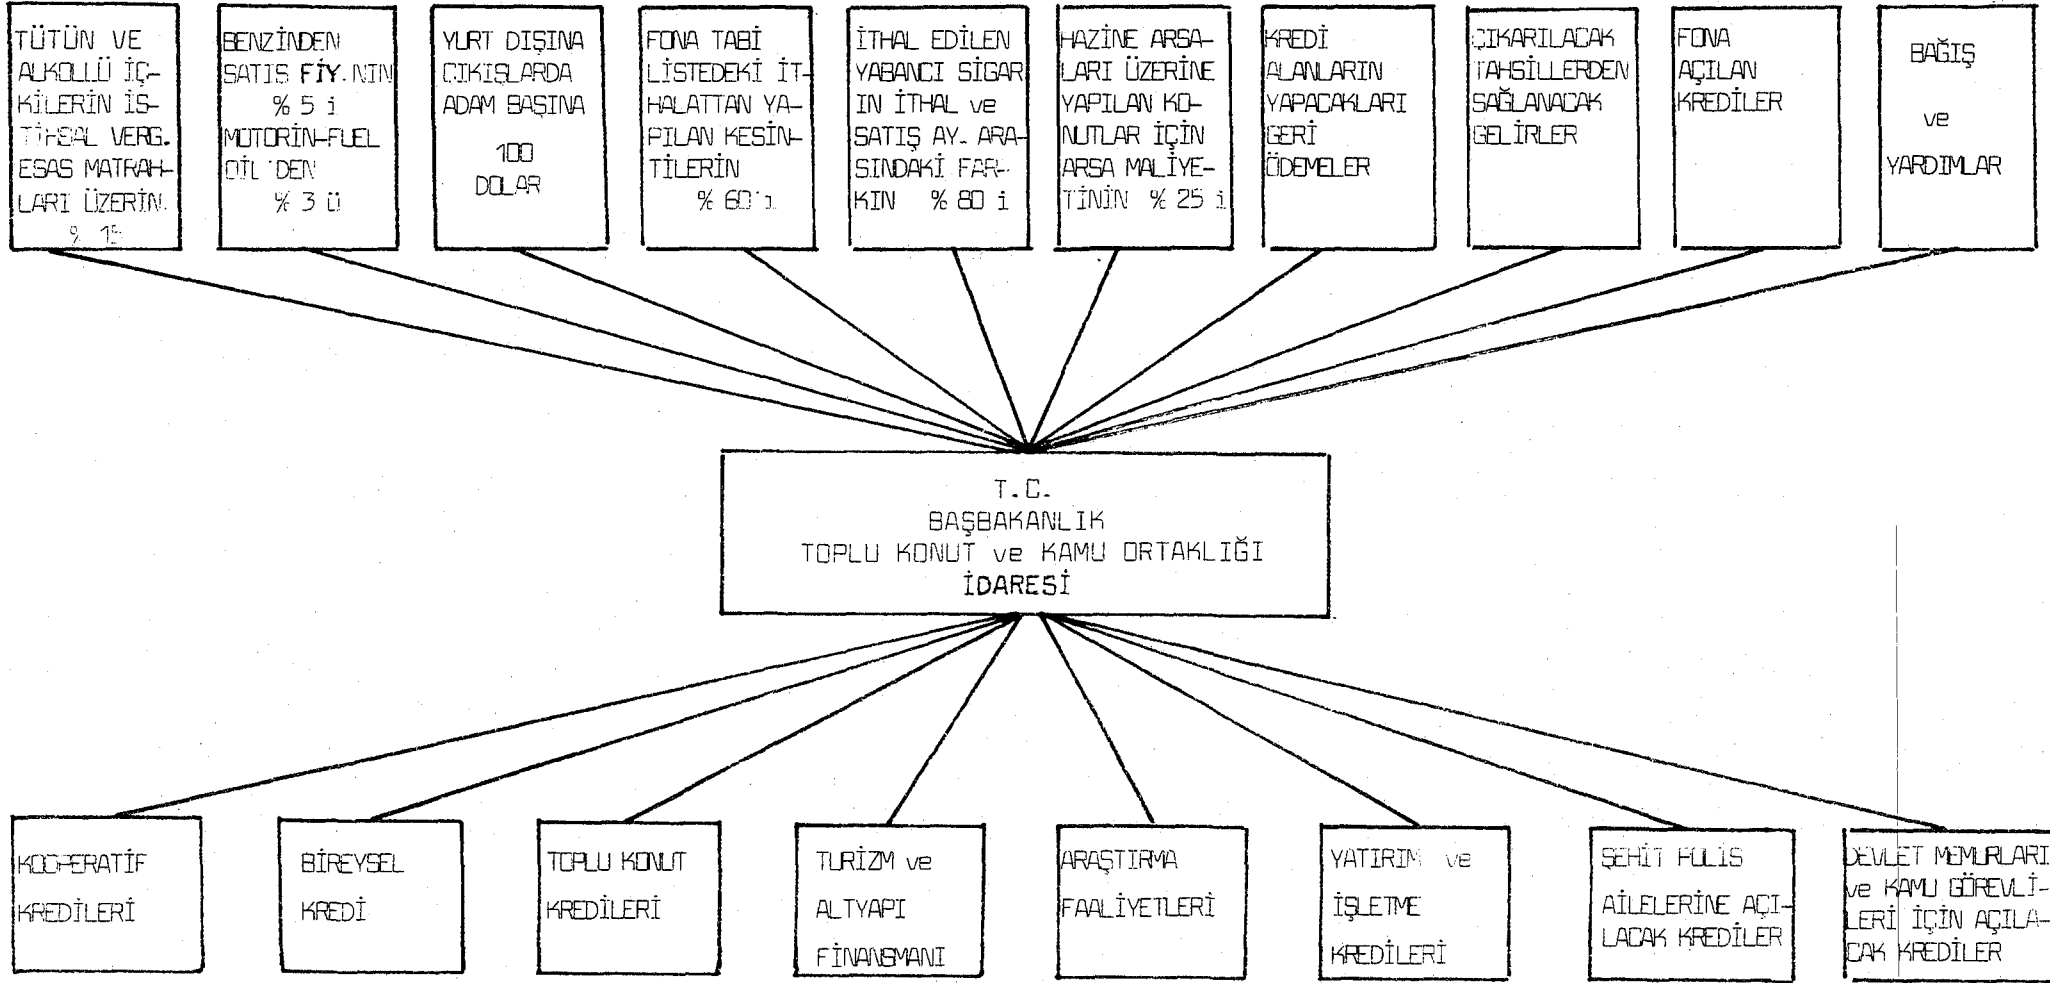 TÜTÜN VE
ALKOLLÜ İÇ-
KİLERİN İS-
TİHSAL VERG.
ESAS MATRAH-
LARI ÜZERİN.
% 15
BENZİNDEN
SATIS FİY.NIN
% 5 i
MOTORİN-FUEL
OİL'DEN
% 3 Ü
YURT DIŞINA
ÇIKIŞLARDA
ADAM BAŞINA
100
DOLAR
FONA TABİ
LİSTEDEKİ İT-
HALATTAN YA-
PILAN KESİN-
TİLERİN
% 60'ı
İTHAL EDİLEN
YABANCI SİGAR
IN İTHAL ve
SATIŞ AY. ARA-
SINDAKİ FAR-
KIN % 80 i
HAZİNE ARSA-
LARI ÜZERİNE
YAPILAN KO-
NUTLAR İÇİN
ARSA MALİYE-
TİNİN % 25 i
KREDİ
ALANLARIN
YAPACAKLARI
GERİ
ÖDEMELER
ÇIKARILACAK
TAHSİLLERDEN
SAĞLANACAK
GELİRLER
FONA
AÇILAN
KREDİLER
BAĞIŞ
ve
YARDIMLAR
T.C.
BAŞBAKANLIK
TOPLU KONUT ve KAMU ORTAKLIĞI
İDARESİ
KOOPERATİF
KREDİLERİ
BİREYSEL
KREDİ
TOPLU KONUT
KREDİLERİ
TURİZM ve
ALTYAPI
FİNANSMANI
ARAŞTIRMA
FAALİYETLERİ
YATIRIM ve
İŞLETME
KREDİLERİ
ŞEHİT POLİS
AİLELERİNE AÇI-
LACAK KREDİLER
DEVLET MEMURLARI
ve KAMU GÖREVLİ-
LERİ İÇİN AÇILA-
CAK KREDİLER